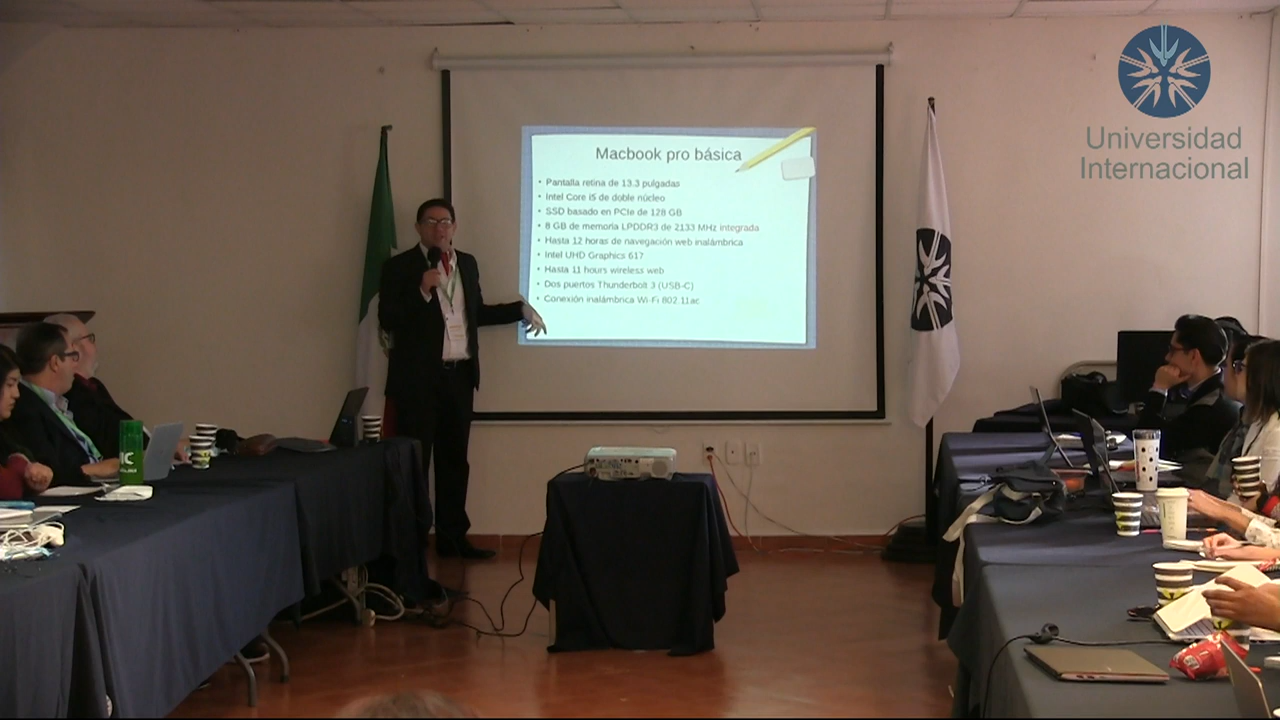 Universidad
Internacional
Macbook pro básica
• Pantalla retina de 13.3 pulgadas
• Intel Core i5 de doble núcleo
• SSD basado en PCIe de 128 GB
• 8 GB de memoria LPDDR3 de 2133 MHz integrada
• Hasta 12 horas de navegación web inalámbrica
• Intel UHD Graphics 617
• Hasta 11 hours wireless web
• Dos puertos Thunderbolt 3 (USB-C)
• Conexión inalámbrica Wi-Fi 802.11ac